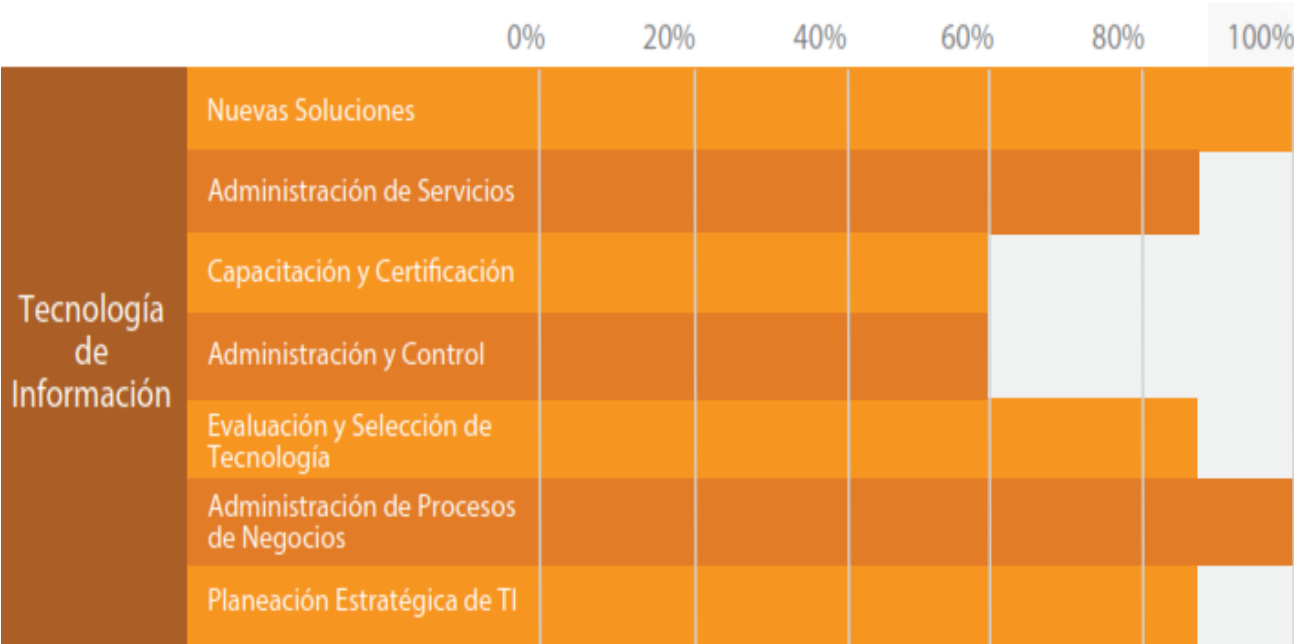 0% 20% 40% 60% 80% 100%
Nuevas Soluciones
Administración de Servicios
Capacitación y Certificación
Tecnología
de
Información
Administración y Control
Evaluación y Selección de
Tecnología
Administración de Procesos
de Negocios
Planeación Estratégica de TI